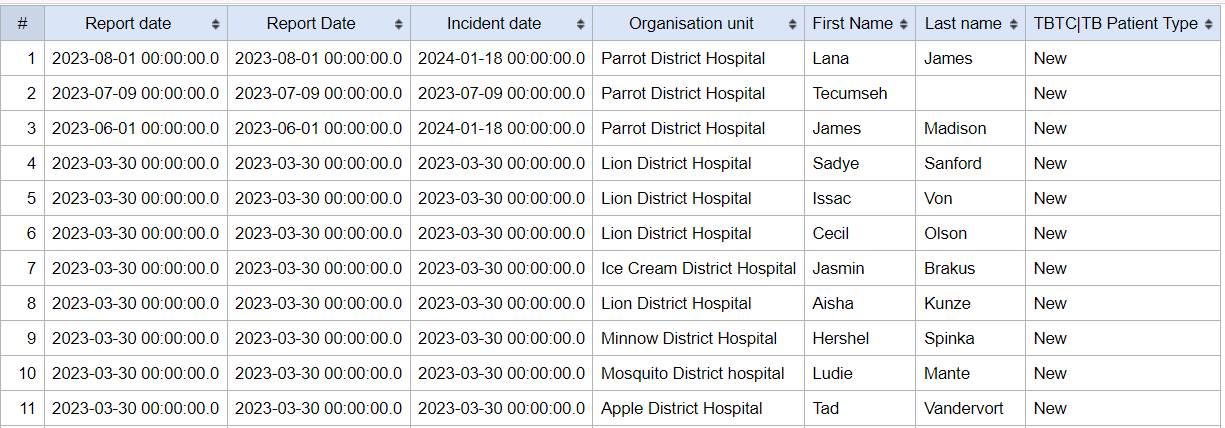 # Report date Report Date Incident date Organisation unit First Name Last name TBTC|TB Patient Type
1 2023-08-01 00:00:00.0 2023-08-01 00:00:00.0 2024-01-18 00:00:00.0 Parrot District Hospital Lana James New
2 2023-07-09 00:00:00.0 2023-07-09 00:00:00.0 2023-07-09 00:00:00.0 Parrot District Hospital Tecumseh New
3 2023-06-01 00:00:00.0 2023-06-01 00:00:00.0 2024-01-18 00:00:00.0 Parrot District Hospital James Madison New
4 2023-03-30 00:00:00.0 2023-03-30 00:00:00.0 2023-03-30 00:00:00.0 Lion District Hospital Sadye Sanford New
5 2023-03-30 00:00:00.0 2023-03-30 00:00:00.0 2023-03-30 00:00:00.0 Lion District Hospital Issac Von New
6 2023-03-30 00:00:00.0 2023-03-30 00:00:00.0 2023-03-30 00:00:00.0 Lion District Hospital Cecil Olson New
7 2023-03-30 00:00:00.0 2023-03-30 00:00:00.0 2023-03-30 00:00:00.0 Ice Cream District Hospital Jasmin Brakus New
8 2023-03-30 00:00:00.0 2023-03-30 00:00:00.0 2023-03-30 00:00:00.0 Lion District Hospital Aisha Kunze New
9 2023-03-30 00:00:00.0 2023-03-30 00:00:00.0 2023-03-30 00:00:00.0 Minnow District Hospital Hershel Spinka New
10 2023-03-30 00:00:00.0 2023-03-30 00:00:00.0 2023-03-30 00:00:00.0 Mosquito District hospital Ludie Mante New
11 2023-03-30 00:00:00.0 2023-03-30 00:00:00.0 2023-03-30 00:00:00.0 Apple District Hospital Tad Vandervort New